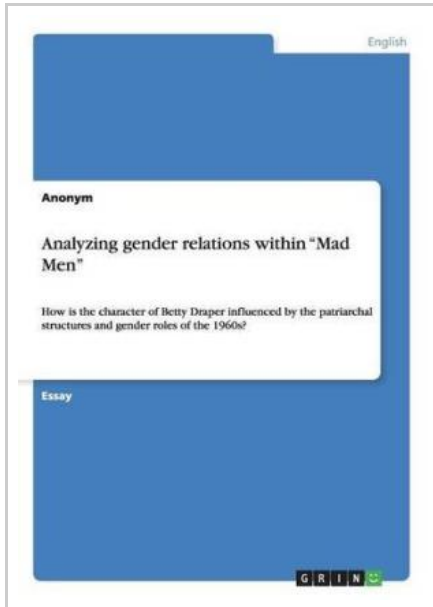 English
Anonym
Analyzing gender relations within “Mad
Men”
How is the character of Betty Draper influenced by the patriarchal
structures and gender roles of the 1960s?
Essay
GRIN